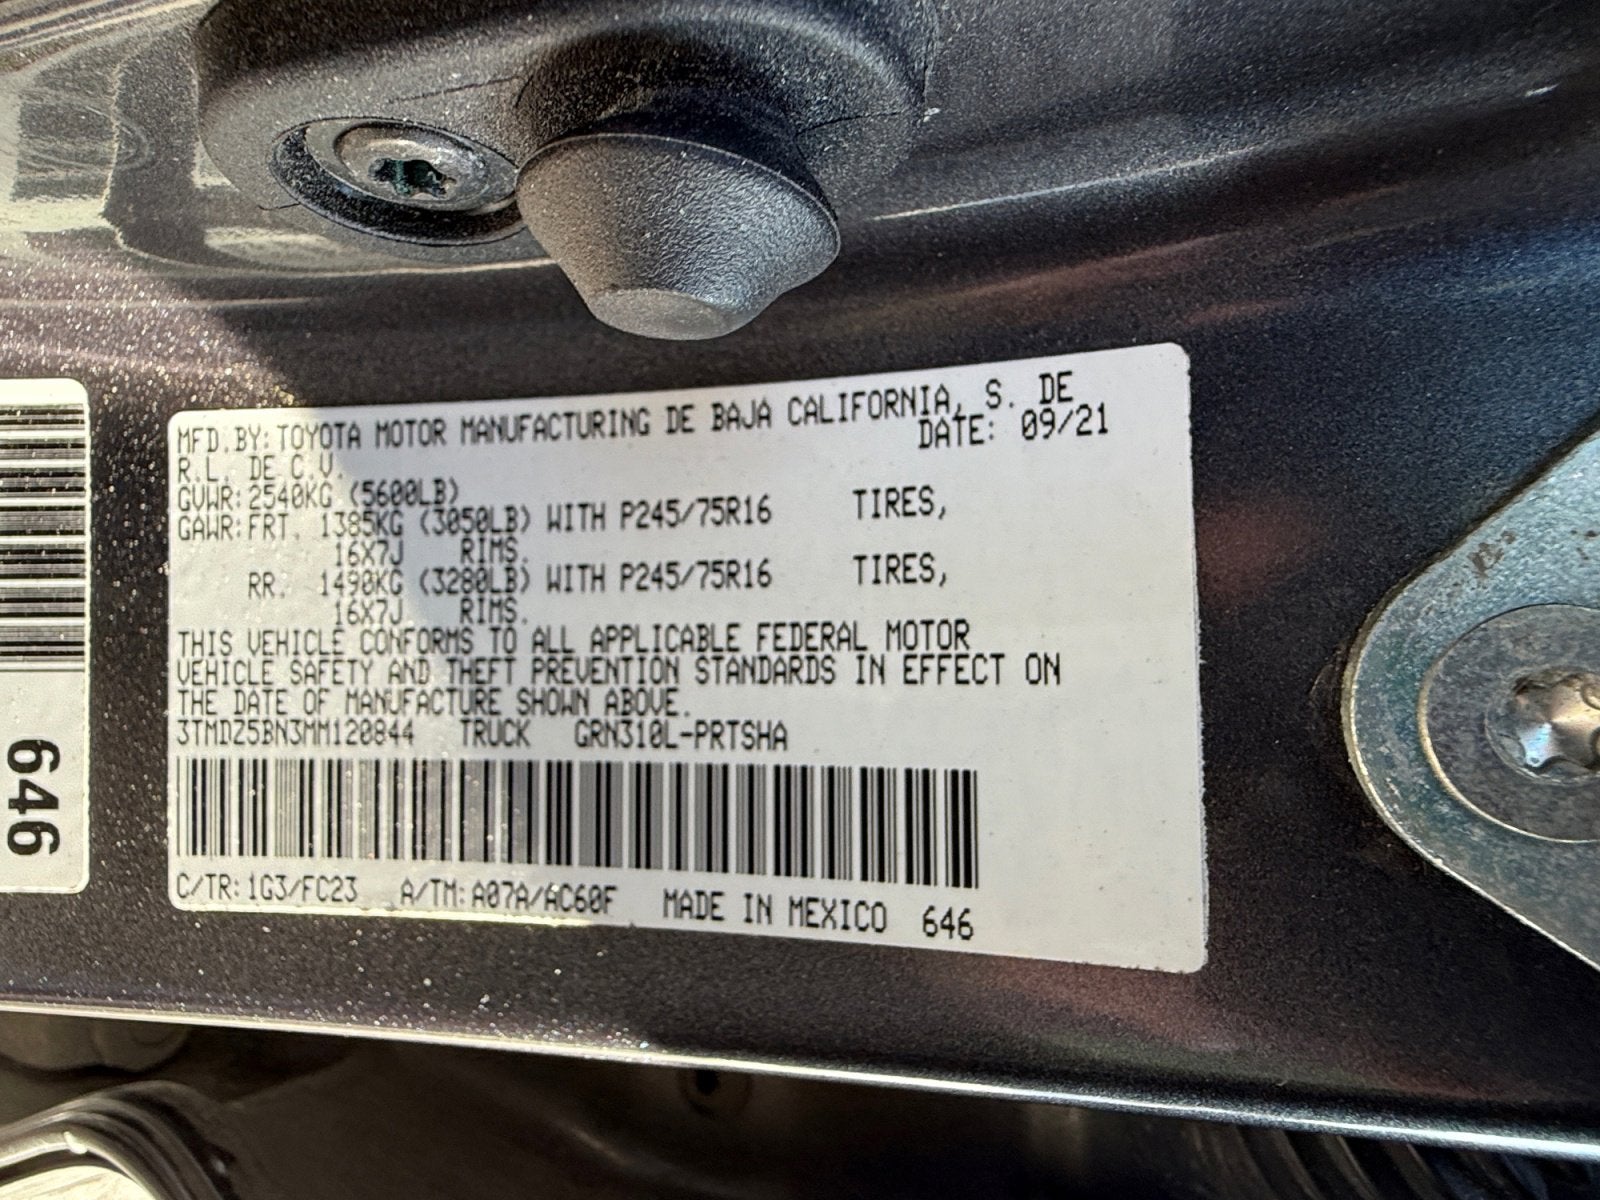 MFD.BY:TOYOTA MOTOR MANUFACTURING DE BAJA CALIFORNIA, S. DE
R.L. DE C.V. DATE: 09/21
GVWR:2540KG (5600LB)
GAWR:FRT. 1385KG (3050LB) WITH P245/75R16 TIRES,
16X7J RIMS.
RR. 1490KG (3280LB) WITH P245/75R16 TIRES,
16X7J RIMS.
THIS VEHICLE CONFORMS TO ALL APPLICABLE FEDERAL MOTOR
VEHICLE SAFETY AND THEFT PREVENTION STANDARDS IN EFFECT ON
THE DATE OF MANUFACTURE SHOWN ABOVE.
3TMDZ5BN3MM120844 TRUCK GRN310L-PRTSHA
C/TR:1G3/FC23 A/TM:A07A/AC60F MADE IN MEXICO 646
646